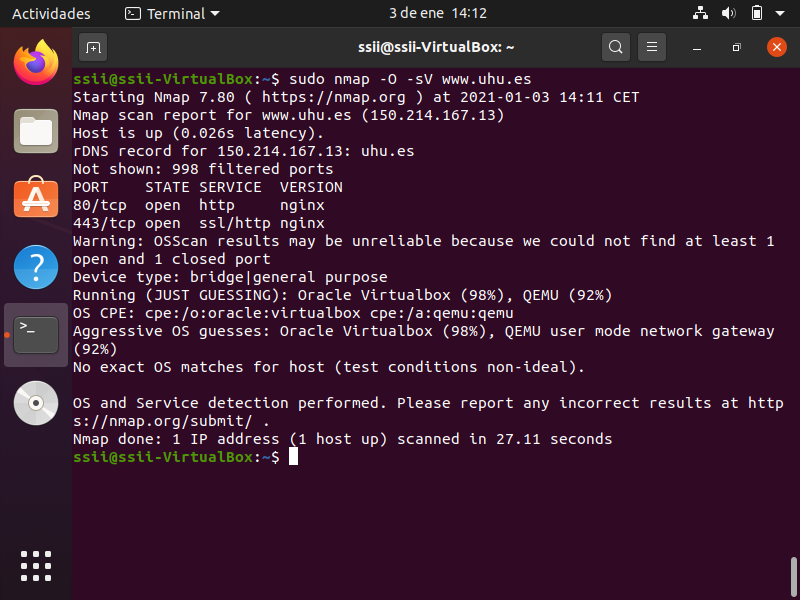 Actividades Terminal 3 de ene 14:12
ssii@ssii-VirtualBox: ~
ssii@ssii-VirtualBox:~$ sudo nmap -O -sV www.uhu.es
Starting Nmap 7.80 ( https://nmap.org ) at 2021-01-03 14:11 CET
Nmap scan report for www.uhu.es (150.214.167.13)
Host is up (0.026s latency).
rDNS record for 150.214.167.13: uhu.es
Not shown: 998 filtered ports
PORT    STATE SERVICE  VERSION
80/tcp  open  http     nginx
443/tcp open  ssl/http nginx
Warning: OSScan results may be unreliable because we could not find at least 1
open and 1 closed port
Device type: bridge|general purpose
Running (JUST GUESSING): Oracle Virtualbox (98%), QEMU (92%)
OS CPE: cpe:/o:oracle:virtualbox cpe:/a:qemu:qemu
Aggressive OS guesses: Oracle Virtualbox (98%), QEMU user mode network gateway
(92%)
No exact OS matches for host (test conditions non-ideal).
OS and Service detection performed. Please report any incorrect results at http
s://nmap.org/submit/ .
Nmap done: 1 IP address (1 host up) scanned in 27.11 seconds
ssii@ssii-VirtualBox:~$